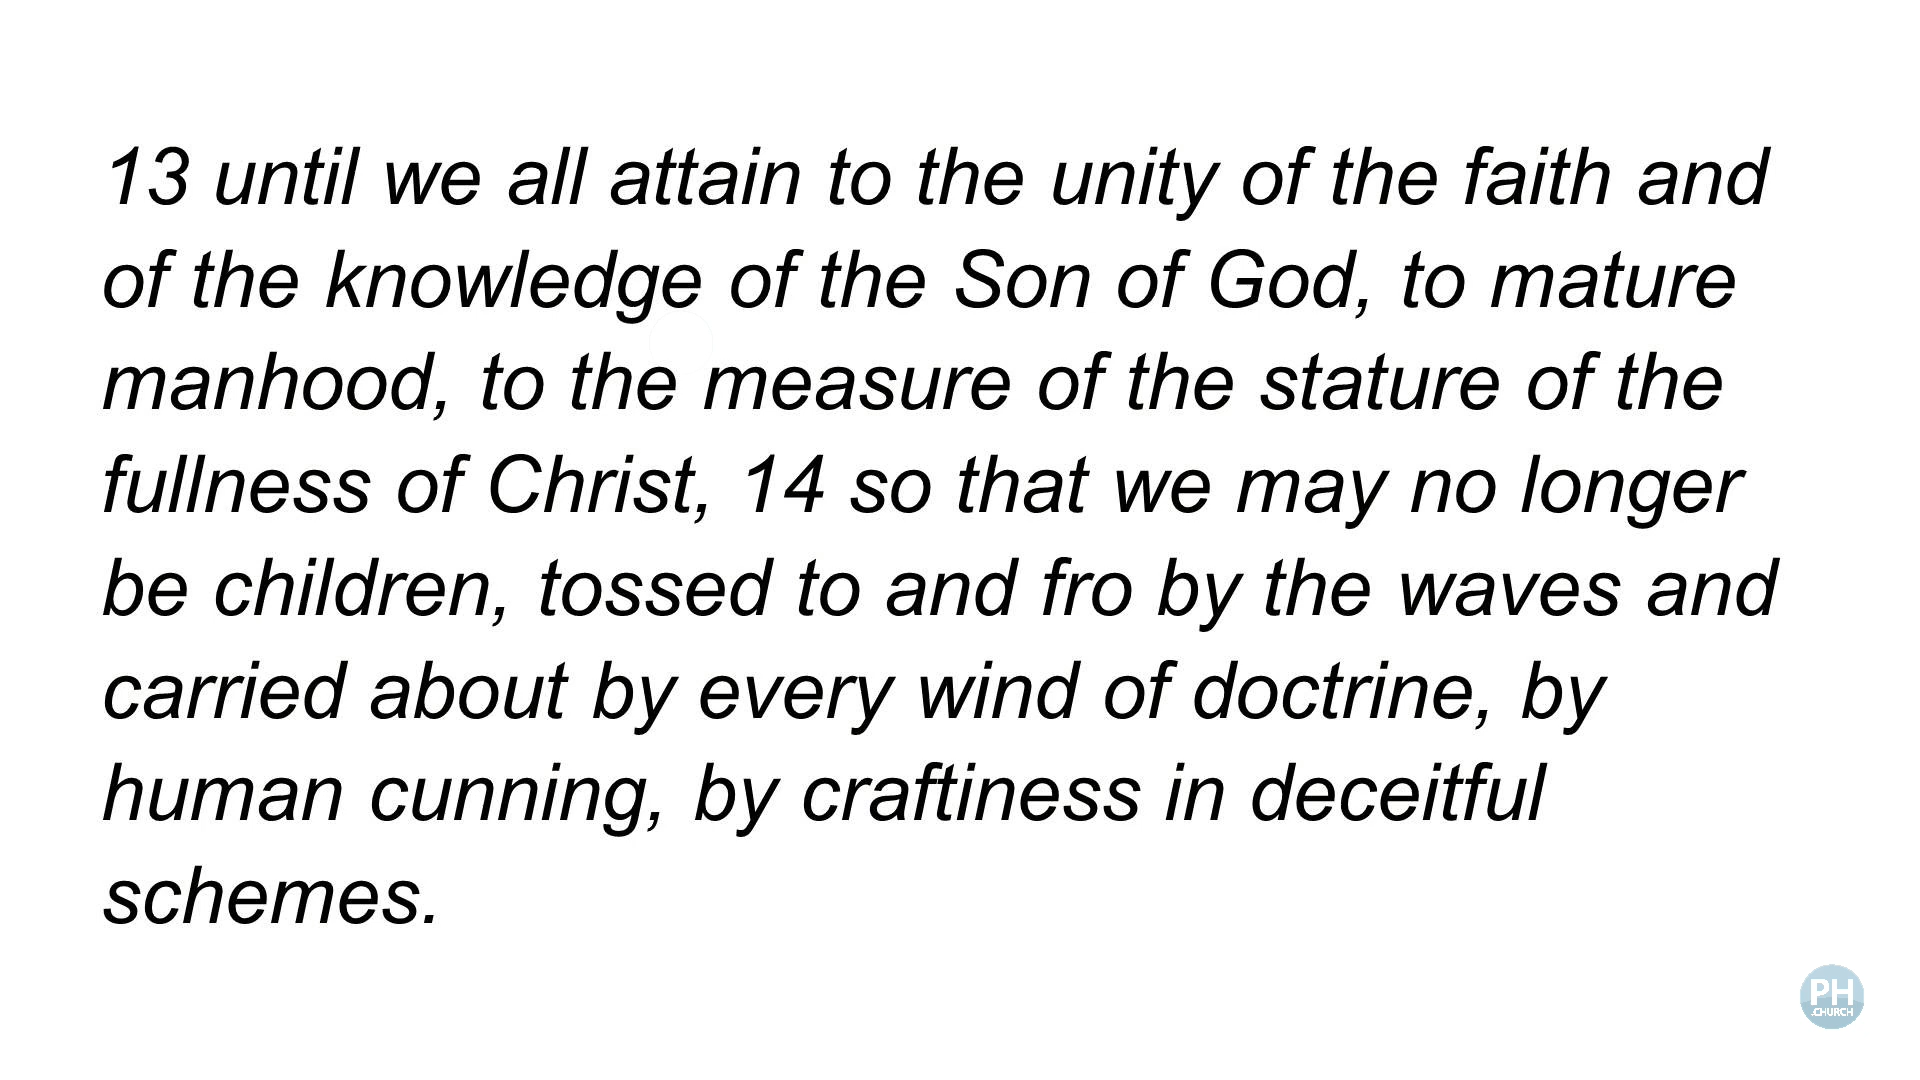 13 until we all attain to the unity of the faith and
of the knowledge of the Son of God, to mature
manhood, to the measure of the stature of the
fullness of Christ, 14 so that we may no longer
be children, tossed to and fro by the waves and
carried about by every wind of doctrine, by
human cunning, by craftiness in deceitful
schemes.
PH
.CHURCH